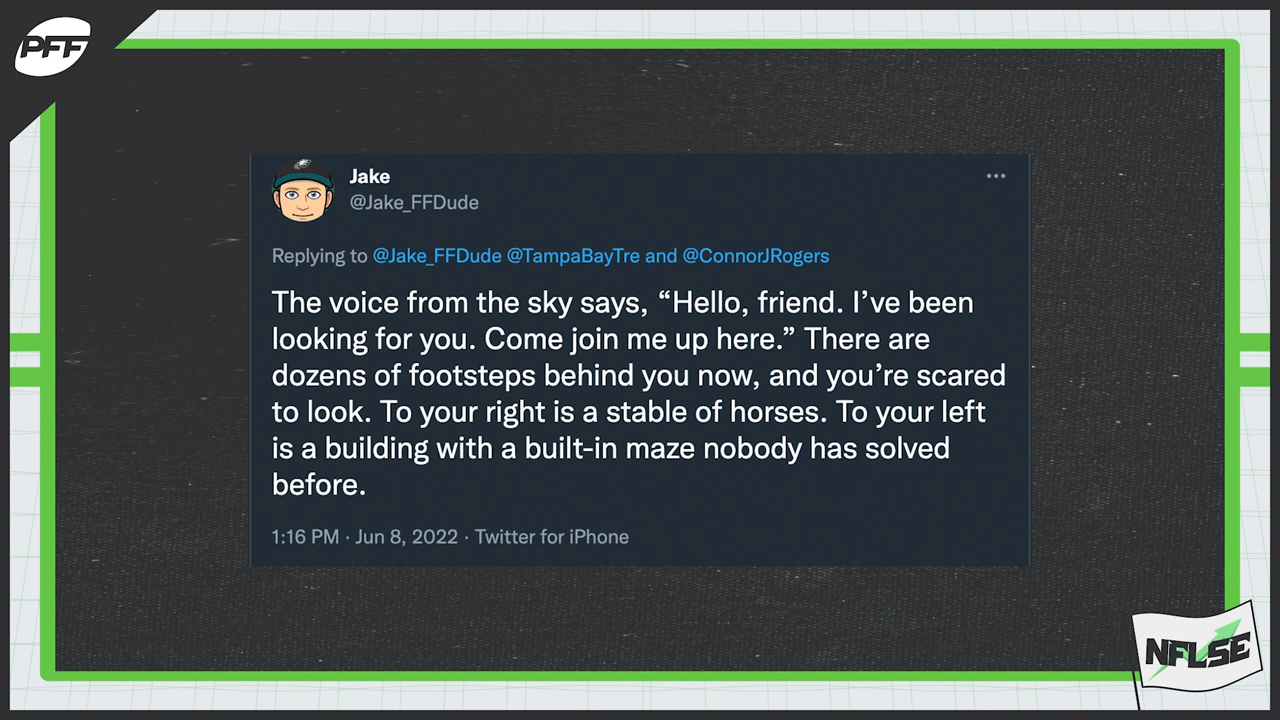 PFF
Jake
@Jake_FFDude
Replying to @Jake_FFDude @TampaBayTre and @ConnorJRogers
The voice from the sky says, “Hello, friend. I’ve been
looking for you. Come join me up here.” There are
dozens of footsteps behind you now, and you’re scared
to look. To your right is a stable of horses. To your left
is a building with a built-in maze nobody has solved
before.
1:16 PM · Jun 8, 2022 · Twitter for iPhone
NFLSE